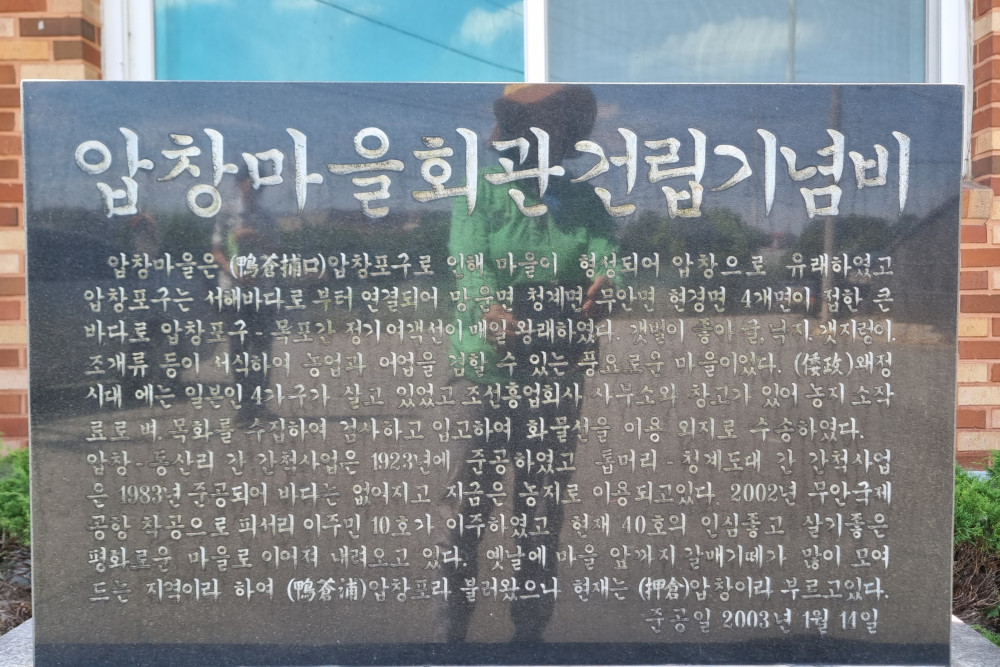 압창마을회관건립기념비
압창마을은 (鴨蒼捕口)압창포구로 인해 마을이 형성되어 압창으로 유래하였고
압창포구는 서해바다로 부터 연결되어 망운면 청계면 무안면 현경면 4개면이 접한 큰
바다로 압창포구 - 목포간 정기여객선이 매일 왕래하였다. 갯벌이 좋아 굴, 낙지, 갯지렁이,
조개류 등이 서식하여 농업과 어업을 겸할 수 있는 풍요로운 마을이었다. (倭政)왜정
시대 에는 일본인 4가구가 살고 있었고 조선흥업회사 사무소와 창고가 있어 농지 소작
료로 벼, 목화를 수집하여 검사하고 입고하여 화물선을 이용 외지로 수송하였다.
압창 - 동산리 간 간척사업은 1923년에 준공하였고 톱머리 - 청계도대 간 간척사업
은 1983년 준공되어 바다는 없어지고 지금은 농지로 이용되고있다. 2002년 무안국제
공항 착공으로 피서리 이주민 10호가 이주하였고 현재 40호의 인심좋고 살기좋은
평화로운 마을로 이어져 내려오고 있다. 옛날에 마을 앞까지 갈매기떼가 많이 모여
드는 지역이라 하여 (鴨蒼浦)압창포라 불러왔으나 현재는 (押倉)압창이라 부르고있다.
준공일 2003년 1월 14일